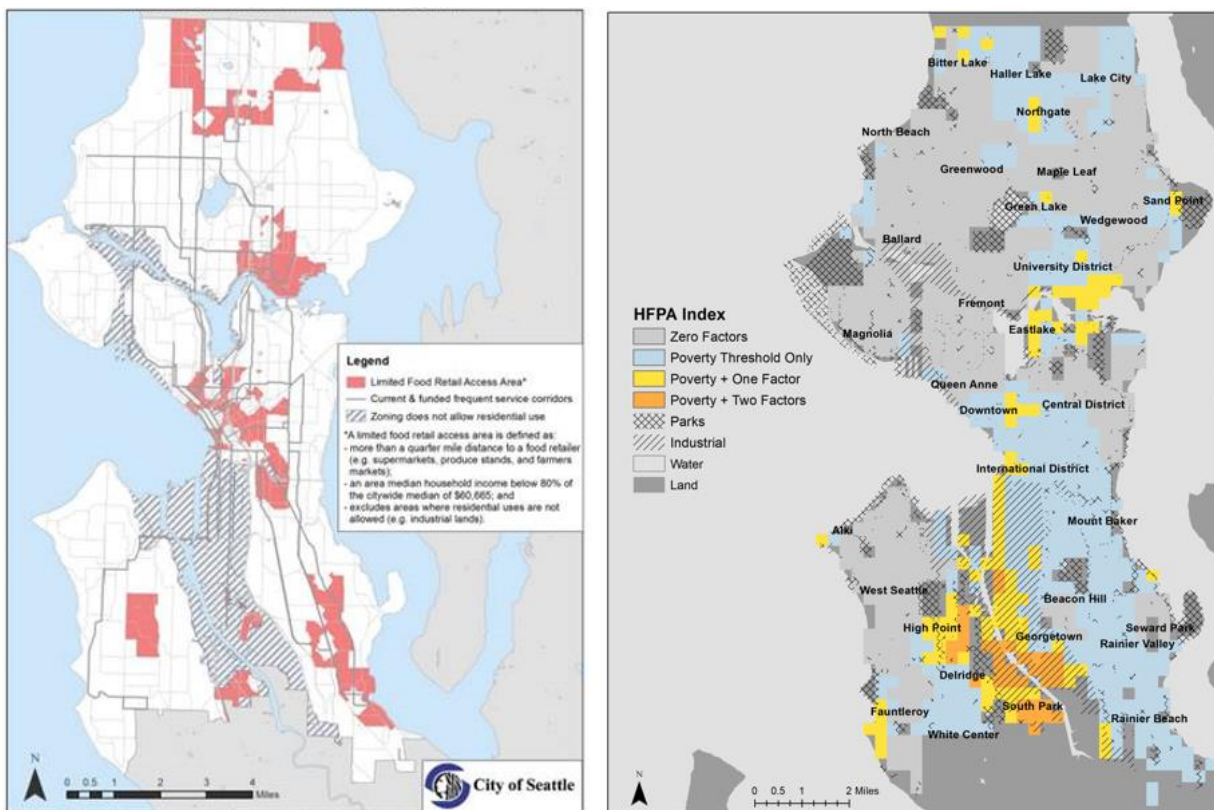 Legend
Limited Food Retail Access Area*
Current & funded frequent service corridors
Zoning does not allow residential use
*A limited food retail access area is defined as:
- more than a quarter mile distance to a food retailer
(e.g. supermarkets, produce stands, and farmers
markets);
- an area median household income below 80% of
the citywide median of $60,665; and
- excludes areas where residential uses are not
allowed (e.g. industrial lands).
N
0 0.5 1 2 3 4
Miles
City of Seattle
Bitter Lake
Haller Lake
Lake City
Northgate
North Beach
Greenwood
Maple Leaf
Green Lake
Sand Point
Wedgewood
Ballard
University District
Fremont
Eastlake
Magnolia
Queen Anne
Downtown
Central District
International District
Mount Baker
Alki
West Seattle
Beacon Hill
High Point
Georgetown
Seward Park
Rainier Valley
Delridge
Fauntleroy
South Park
Rainier Beach
White Center
HFPA Index
Zero Factors
Poverty Threshold Only
Poverty + One Factor
Poverty + Two Factors
Parks
Industrial
Water
Land
N
0 0.5 1 2 Miles